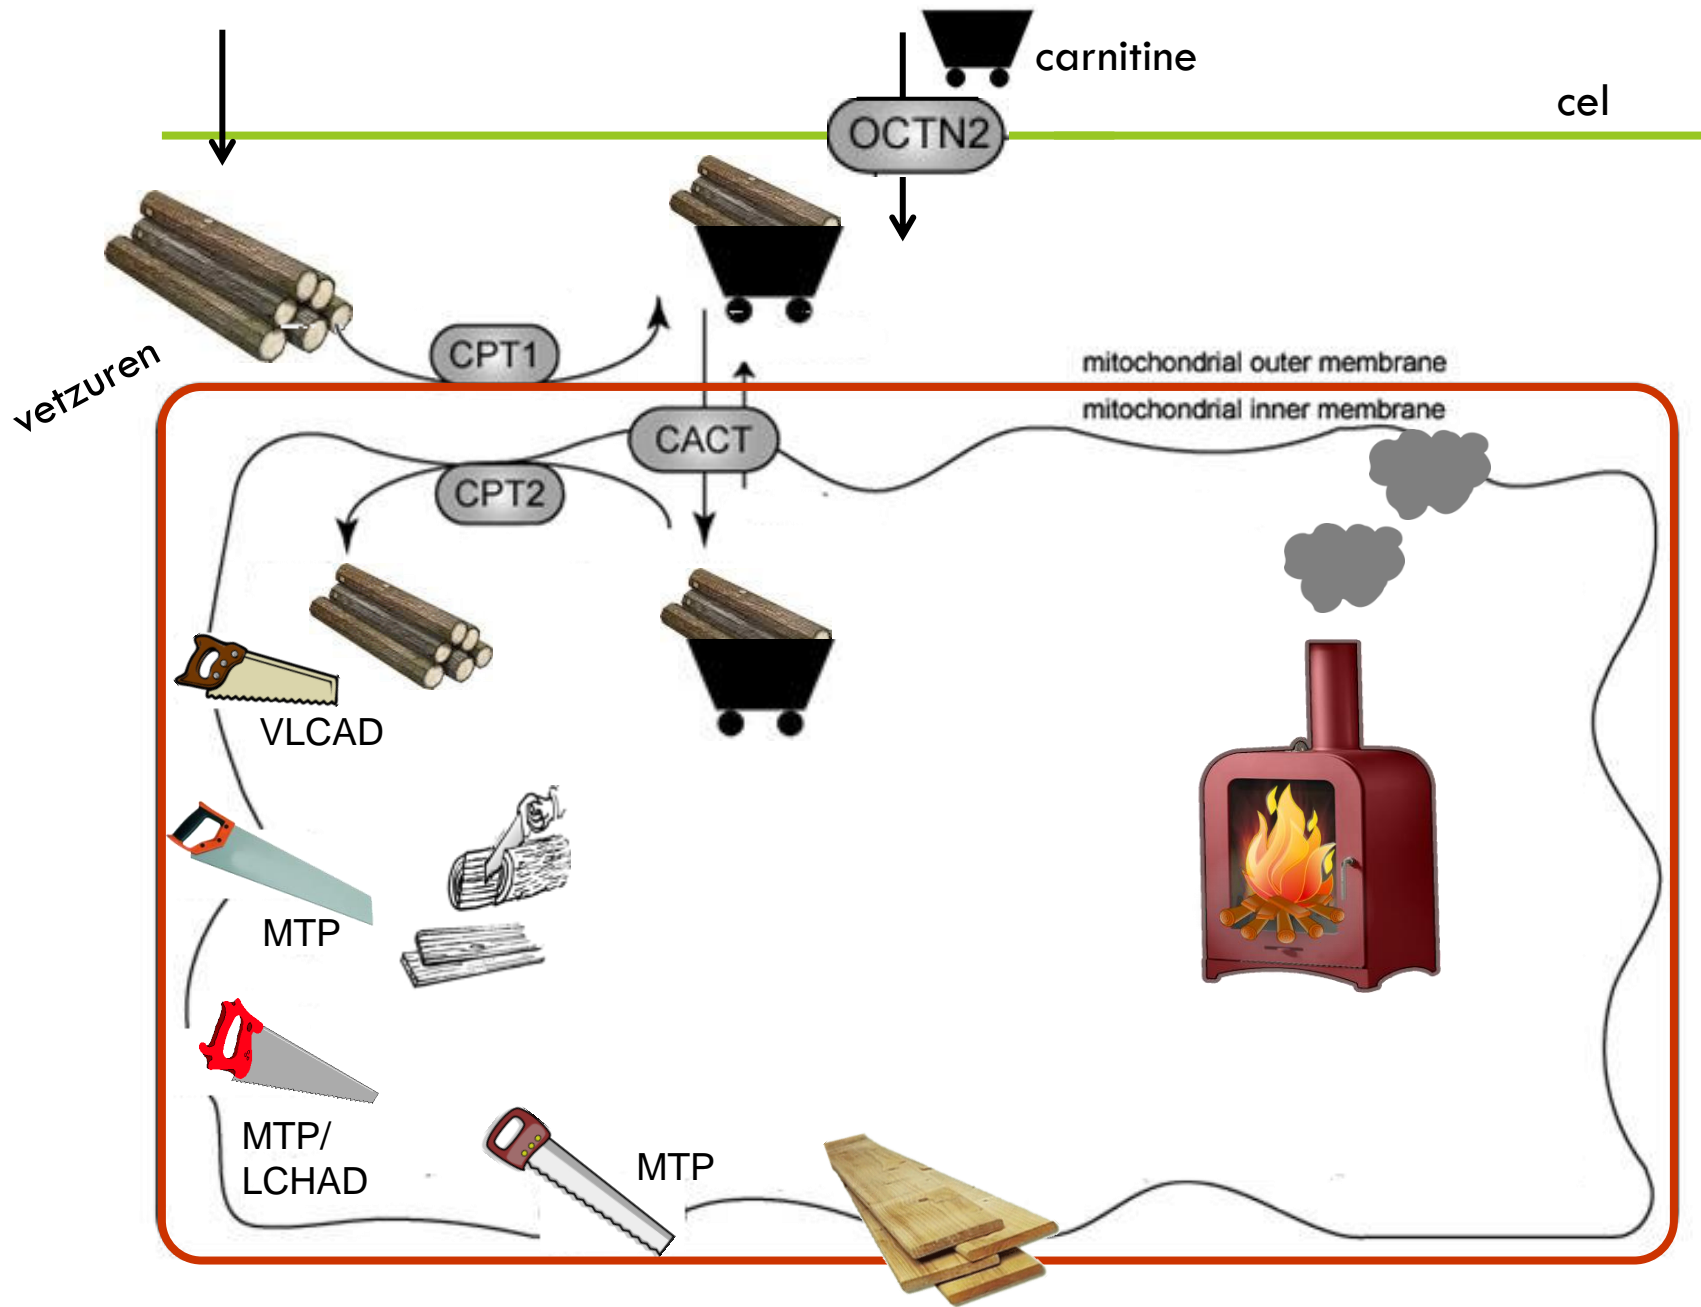 carnitine
cel
OCTN2
vetzuren
CPT1
mitochondrial outer membrane
mitochondrial inner membrane
CACT
CPT2
VLCAD
MTP
MTP/
LCHAD
MTP